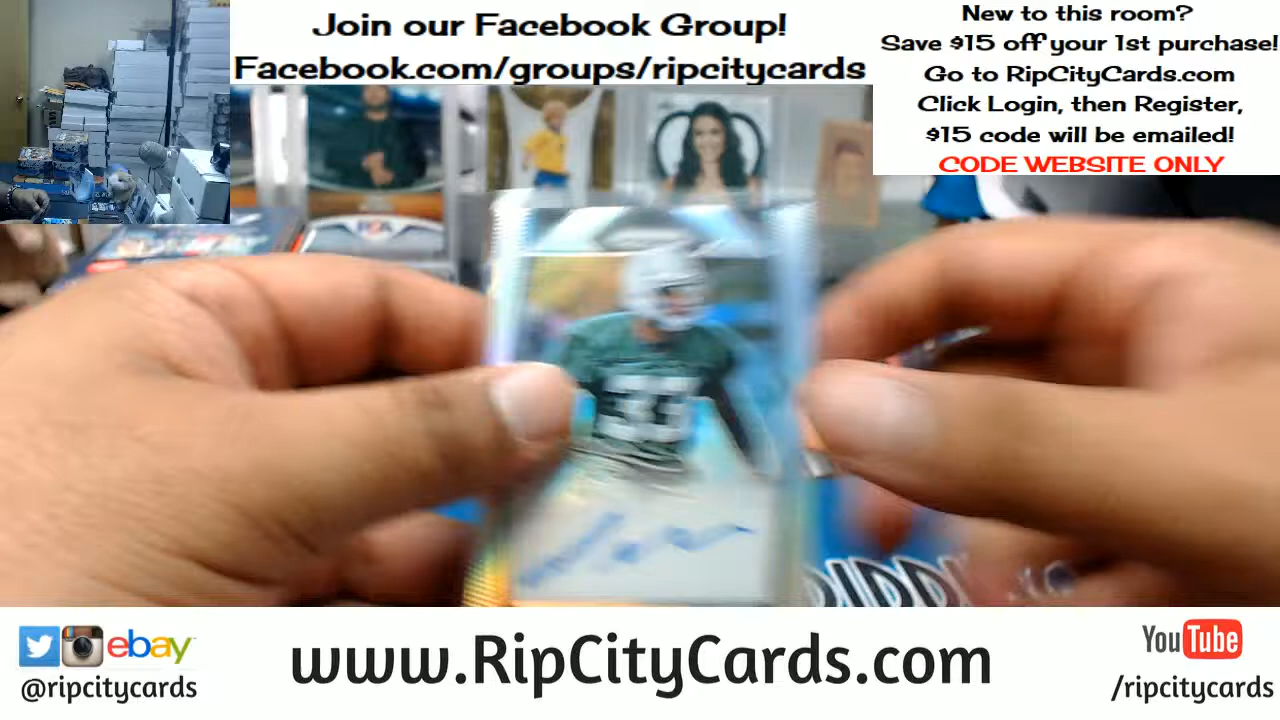 Join our Facebook Group!
Facebook.com/groups/ripcitycards
New to this room?
Save $15 off your 1st purchase!
Go to RipCityCards.com
Click Login, then Register,
$15 code will be emailed!
CODE WEBSITE ONLY
33
ebay
@ripcitycards
www.RipCityCards.com
YouTube
/ripcitycards